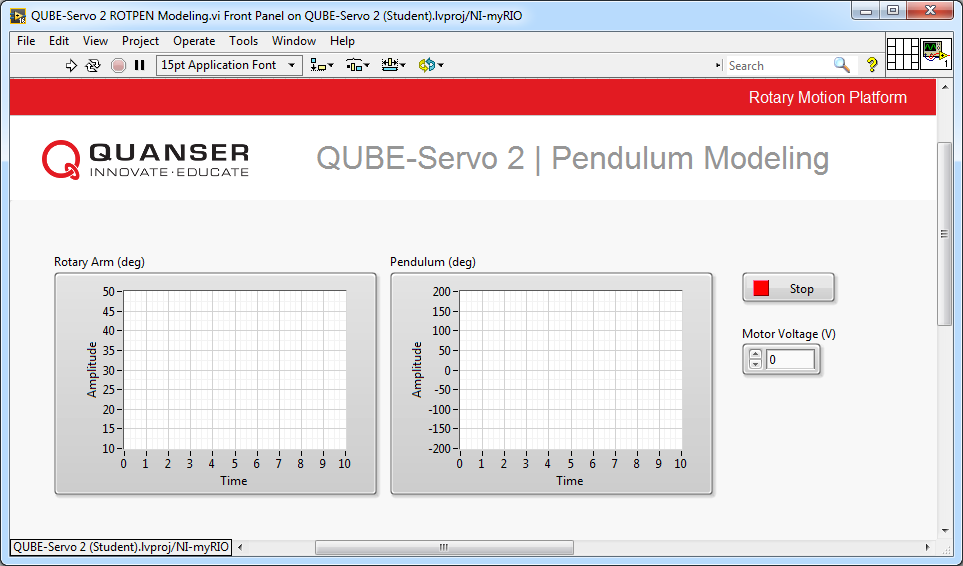 QUBE-Servo 2 ROTPEN Modeling.vi Front Panel on QUBE-Servo 2 (Student).lvproj/NI-myRIO
File Edit View Project Operate Tools Window Help
15pt Application Font
Search
?
1
Rotary Motion Platform
QUANSER
INNOVATE·EDUCATE
QUBE-Servo 2 | Pendulum Modeling
Rotary Arm (deg)
50
45
40
35
30
25
20
15
10
Amplitude
0 1 2 3 4 5 6 7 8 9 10
Time
Pendulum (deg)
200
150
100
50
0
-50
-100
-150
-200
Amplitude
0 1 2 3 4 5 6 7 8 9 10
Time
Stop
Motor Voltage (V)
0
QUBE-Servo 2 (Student).lvproj/NI-myRIO